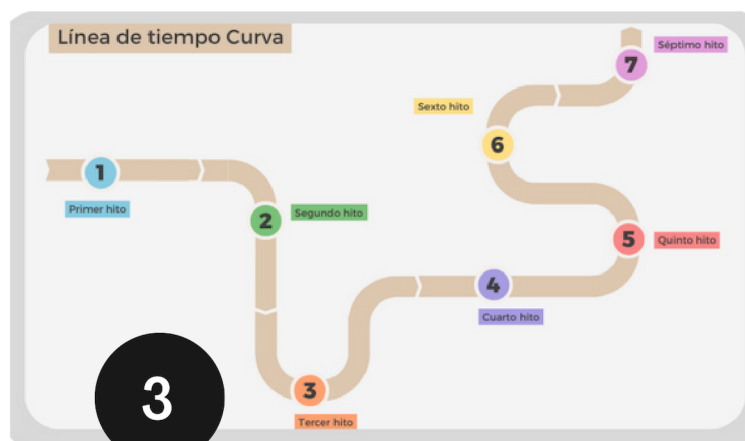 Línea de tiempo Curva
1
Primer hito
2
Segundo hito
3
Tercer hito
4
Cuarto hito
5
Quinto hito
6
Sexto hito
7
Séptimo hito
3